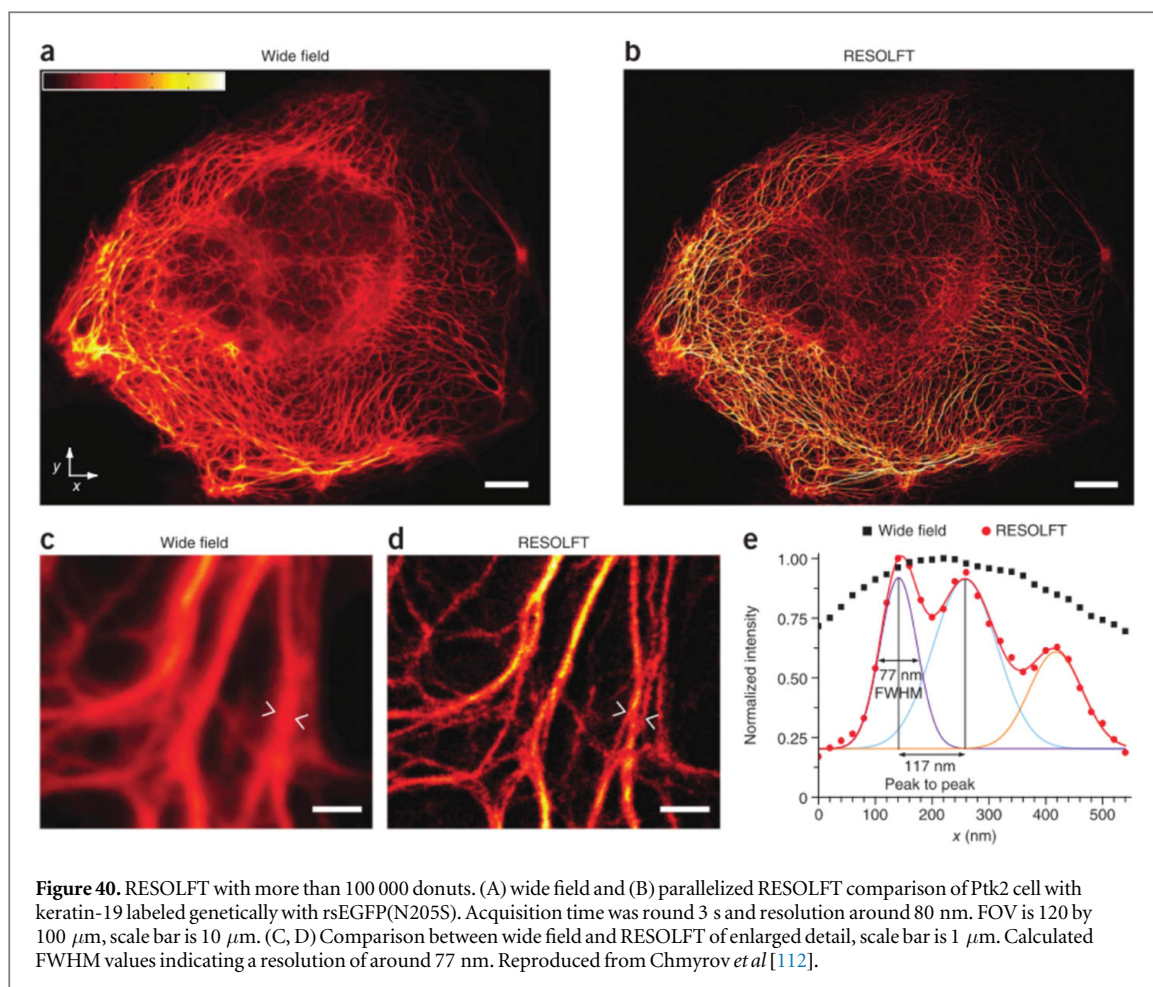 a
Wide field
b
RESOLFT
y
x
c
Wide field
d
RESOLFT
e
Wide field
RESOLFT
1.00
0.75
0.50
0.25
0
Normalized intensity
77 nm
FWHM
117 nm
Peak to peak
0
100
200
300
400
500
x (nm)
Figure 40. RESOLFT with more than 100 000 donuts. (A) wide field and (B) parallelized RESOLFT comparison of Ptk2 cell with
keratin-19 labeled genetically with rsEGFP(N205S). Acquisition time was round 3 s and resolution around 80 nm. FOV is 120 by
100 μm, scale bar is 10 μm. (C, D) Comparison between wide field and RESOLFT of enlarged detail, scale bar is 1 μm. Calculated
FWHM values indicating a resolution of around 77 nm. Reproduced from Chmyrov et al [112].